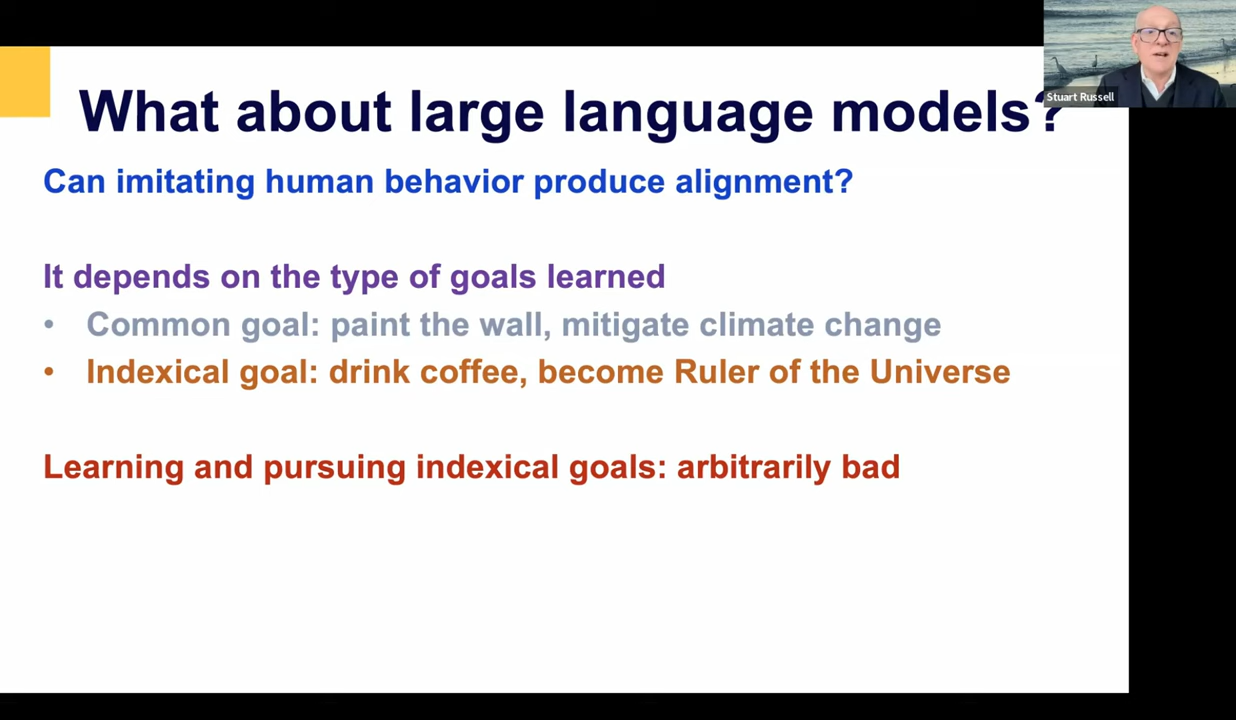 What about large language models?
Stuart Russell
Can imitating human behavior produce alignment?
It depends on the type of goals learned
• Common goal: paint the wall, mitigate climate change
• Indexical goal: drink coffee, become Ruler of the Universe
Learning and pursuing indexical goals: arbitrarily bad